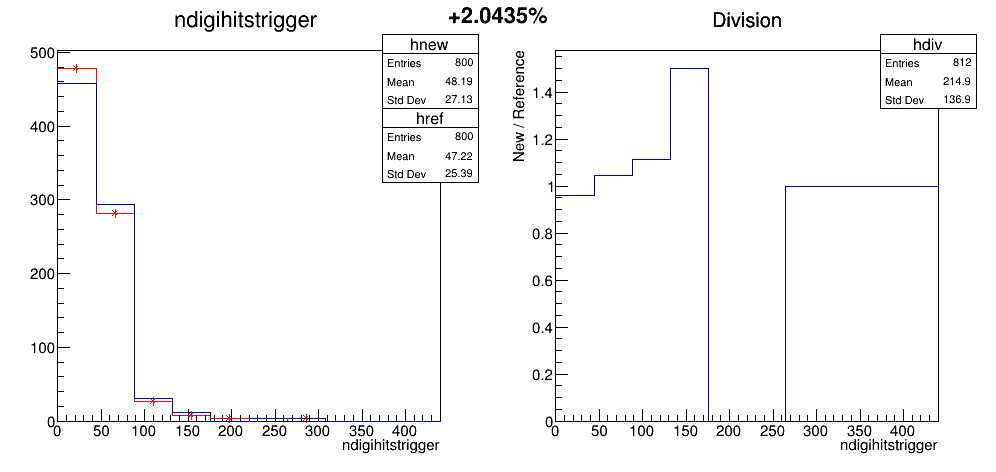 ndigihitstrigger
+2.0435%
Division
hnew
Entries 800
Mean 48.19
Std Dev 27.13
href
Entries 800
Mean 47.22
Std Dev 25.39
500
400
300
200
100
0
0 50 100 150 200 250 300 350 400
ndigihitstrigger
hdiv
Entries 812
Mean 214.9
Std Dev 136.9
New / Reference
1.4
1.2
1
0.8
0.6
0.4
0.2
0
0 50 100 150 200 250 300 350 400
ndigihitstrigger